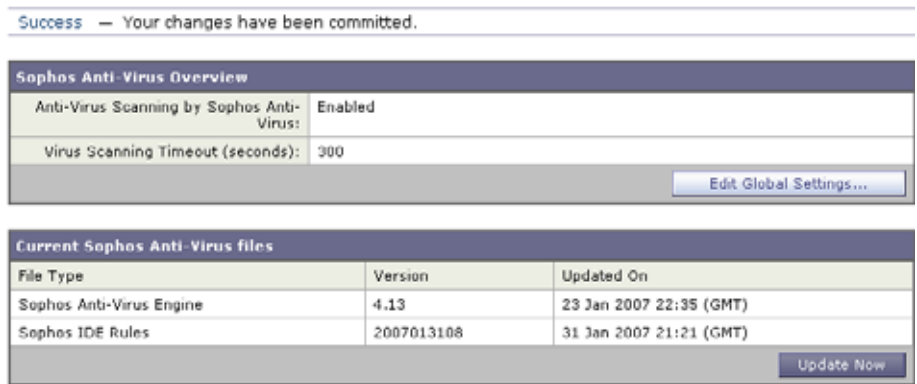 Success — Your changes have been committed.
Sophos Anti-Virus Overview
Anti-Virus Scanning by Sophos Anti-
Virus:
Enabled
Virus Scanning Timeout (seconds): 300
Edit Global Settings...
Current Sophos Anti-Virus files
File Type Version Updated On
Sophos Anti-Virus Engine 4.13 23 Jan 2007 22:35 (GMT)
Sophos IDE Rules 2007013108 31 Jan 2007 21:21 (GMT)
Update Now